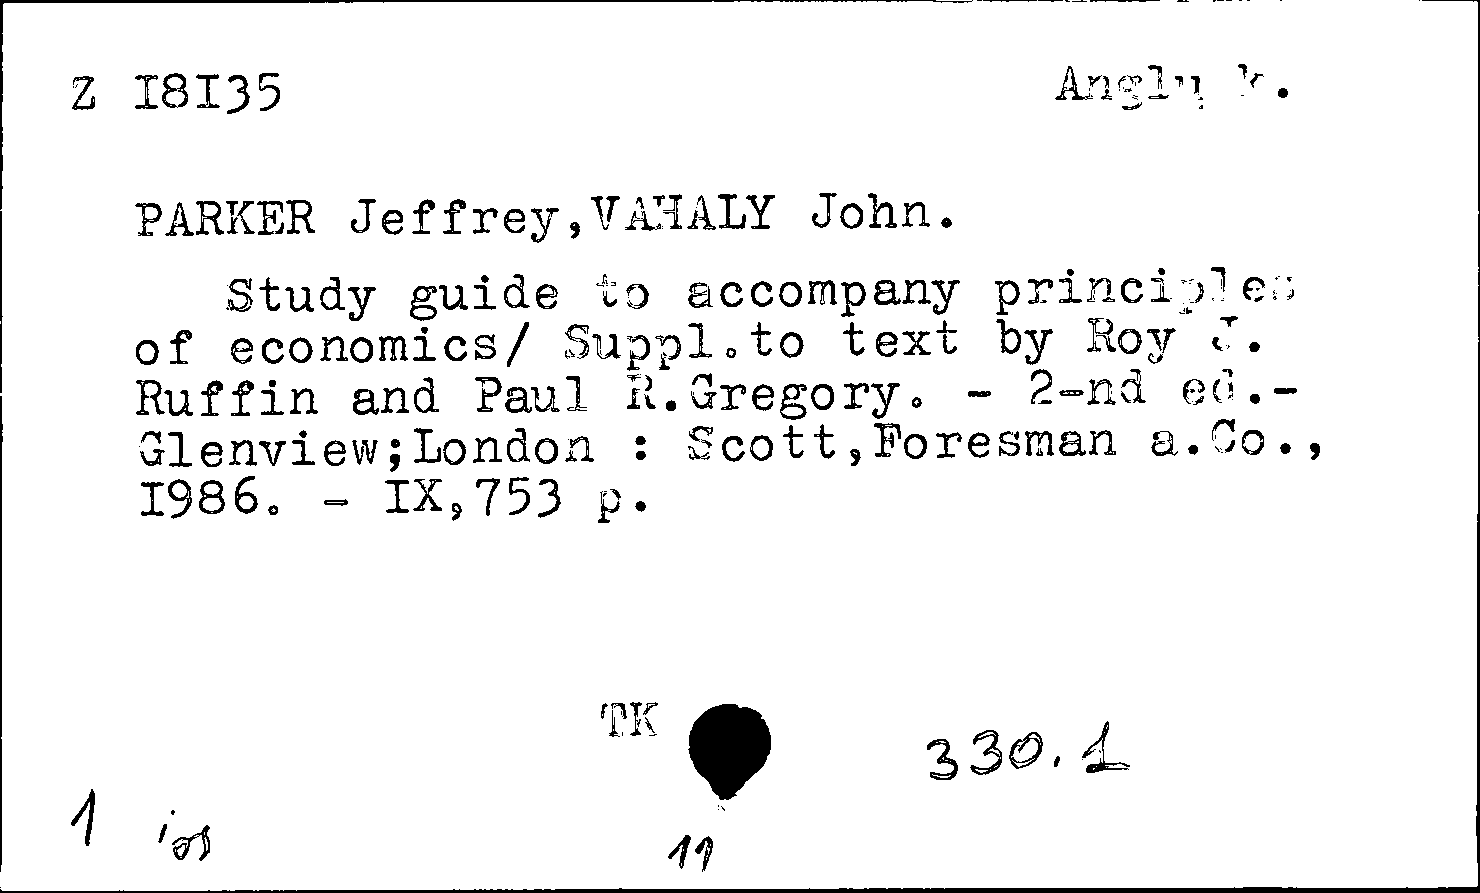 Z I8I35 Anglų k.
PARKER Jeffrey,VAHALY John.
Study guide to accompany principles
of economics/ Suppl.to text by Roy J.
Ruffin and Paul R.Gregory. - 2-nd ed.-
Glenview;London : Scott,Foresman a.Co.,
I986. - IX,753 p.
TK
330.1
1
11